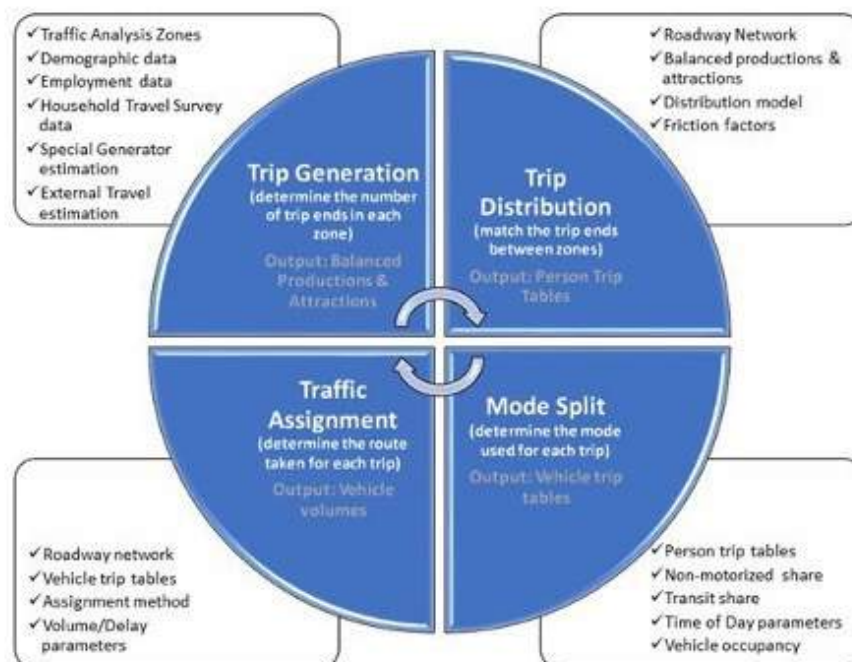 ✓Traffic Analysis Zones
✓Demographic data
✓Employment data
✓Household Travel Survey
data
✓Special Generator
estimation
✓External Travel
estimation
✓Roadway Network
✓Balanced productions &
attractions
✓Distribution model
✓Friction factors
Trip Generation
(determine the number
of trip ends in each
zone)
Output: Balanced
Productions &
Attractions
Trip
Distribution
(match the trip ends
between zones)
Output: Person Trip
Tables
Traffic
Assignment
(determine the route
taken for each trip)
Output: Vehicle
volumes
Mode Split
(determine the mode
used for each trip)
Output: Vehicle trip
tables
✓Roadway network
✓Vehicle trip tables
✓Assignment method
✓Volume/Delay
parameters
✓Person trip tables
✓Non-motorized share
✓Transit share
✓Time of Day parameters
✓Vehicle occupancy